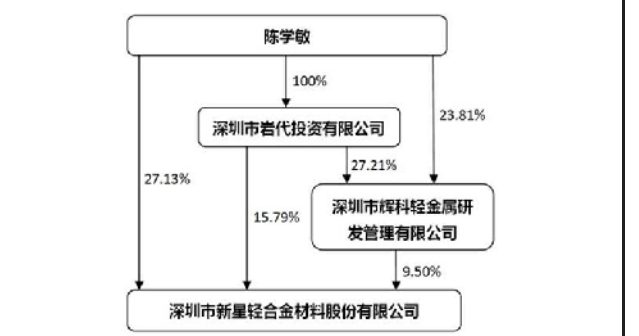 陈学敏
100%
23.81%
深圳市岩代投资有限公司
27.21%
27.13%
深圳市辉科轻金属研
15.79%
发管理有限公司
9.50%
深圳市新星轻合金材料股份有限公司